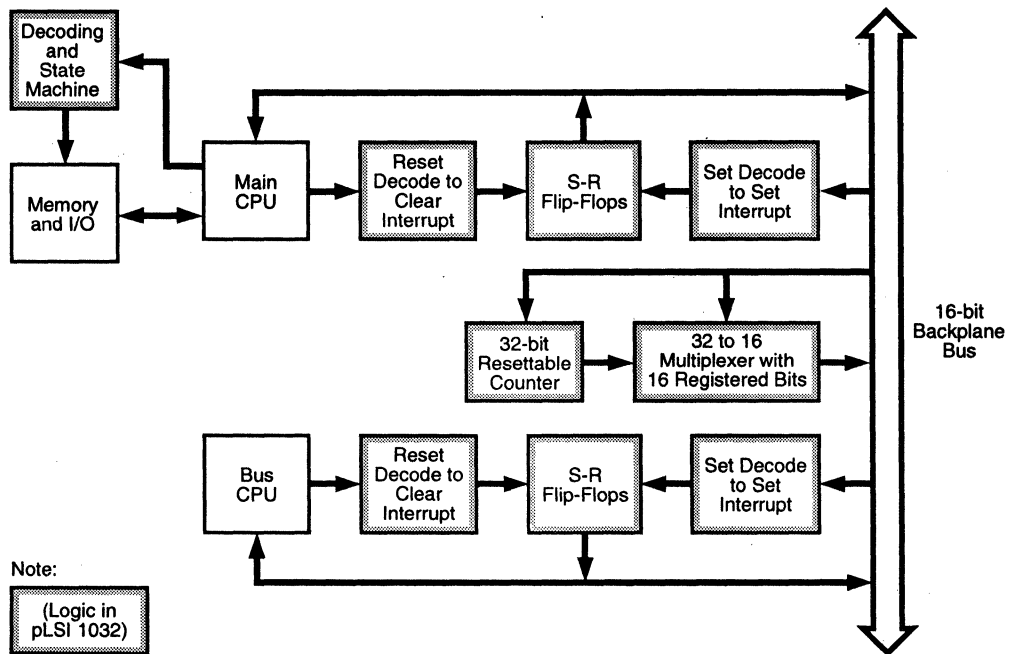 Decoding
and
State
Machine
Memory
and I/O
Main
CPU
Reset
Decode to
Clear
Interrupt
S-R
Flip-Flops
Set Decode
to Set
Interrupt
32-bit
Resettable
Counter
32 to 16
Multiplexer with
16 Registered Bits
16-bit
Backplane
Bus
Bus
CPU
Reset
Decode to
Clear
Interrupt
S-R
Flip-Flops
Set Decode
to Set
Interrupt
Note:
(Logic in
pLSI 1032)